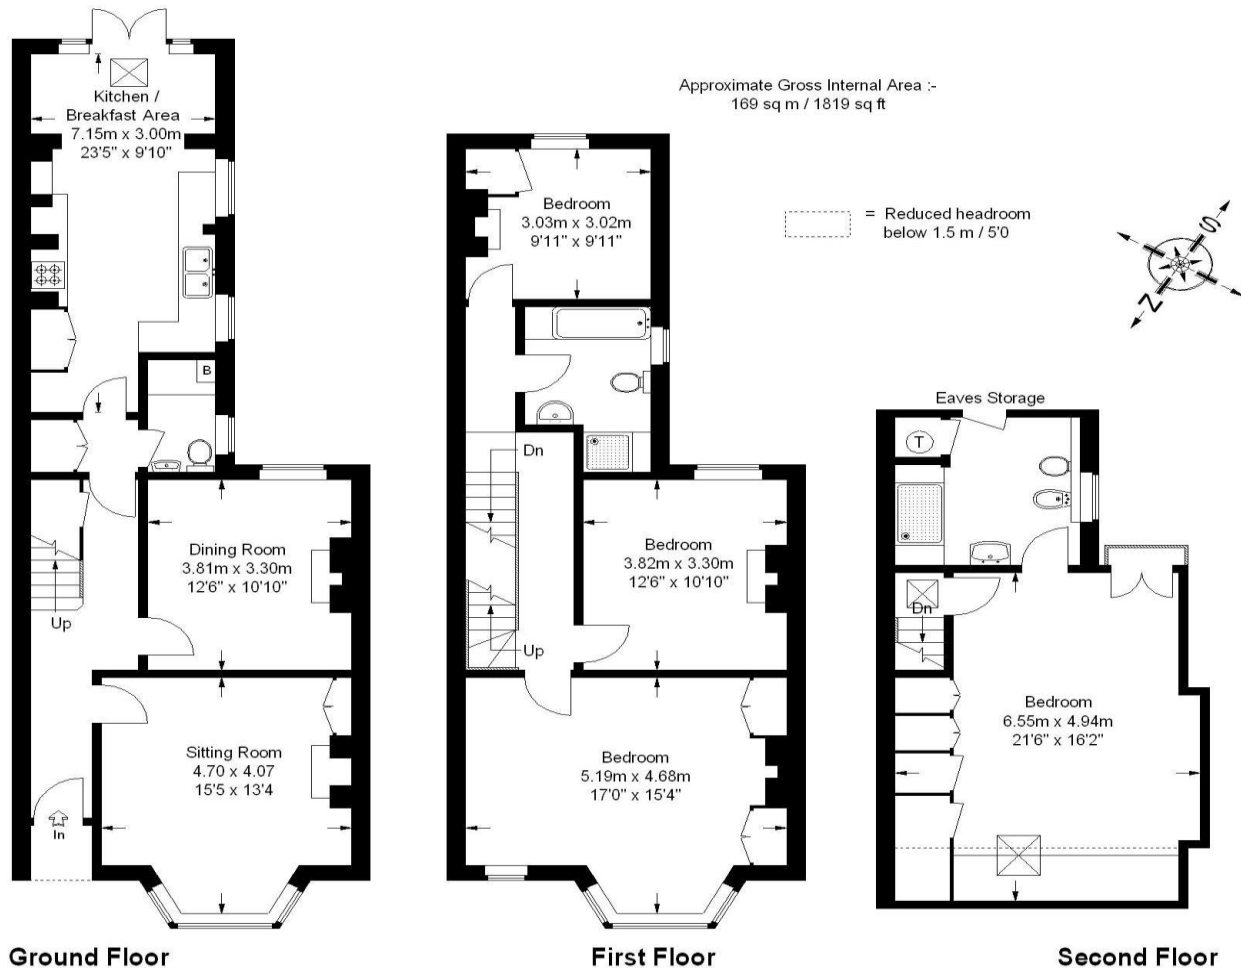 Approximate Gross Internal Area :-
169 sq m / 1819 sq ft
= Reduced headroom
below 1.5 m / 5'0
S
N
Kitchen /
Breakfast Area
7.15m x 3.00m
23'5" x 9'10"
B
Dining Room
3.81m x 3.30m
12'6" x 10'10"
Up
Sitting Room
4.70 x 4.07
15'5 x 13'4
In
Ground Floor
Bedroom
3.03m x 3.02m
9'11" x 9'11"
Dn
Bedroom
3.82m x 3.30m
12'6" x 10'10"
Up
Bedroom
5.19m x 4.68m
17'0" x 15'4"
First Floor
Eaves Storage
T
Dn
Bedroom
6.55m x 4.94m
21'6" x 16'2"
Second Floor